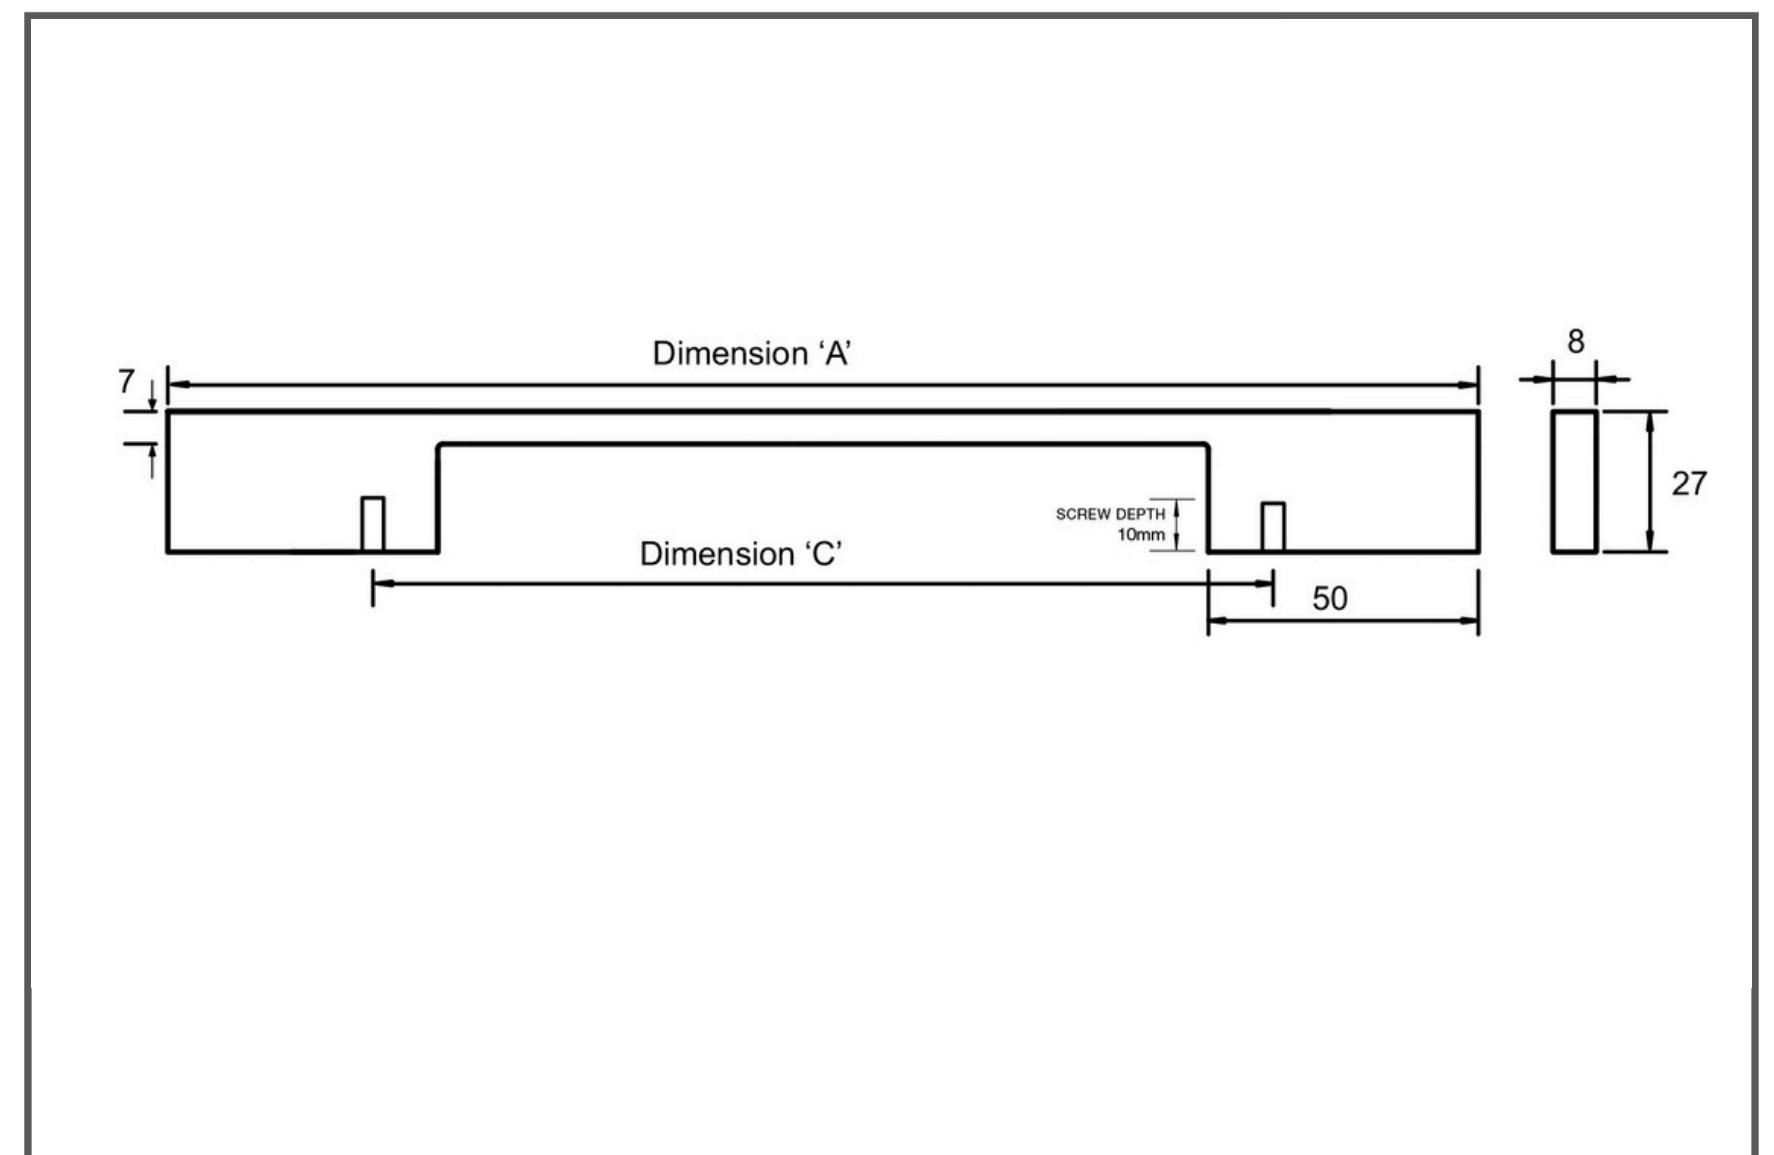 Dimension ‘A’
8
7
27
SCREW DEPTH
10mm
Dimension ‘C’
50